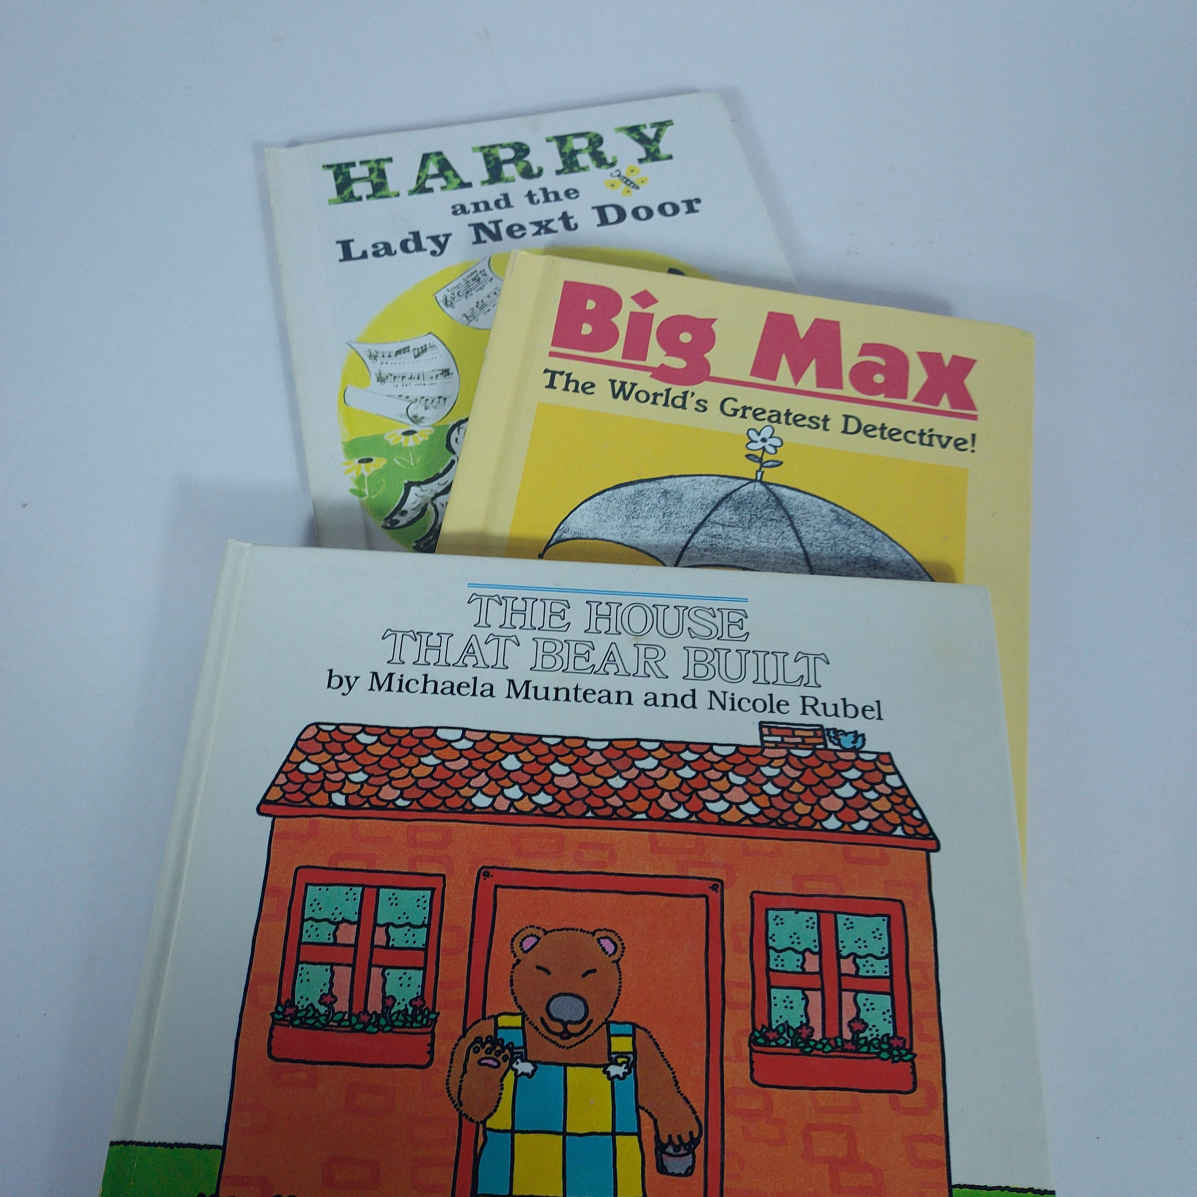 HARRY
and the
Lady Next Door
Big Max
The World's Greatest Detective!
THE HOUSE
THAT BEAR BUILT
by Michaela Muntean and Nicole Rubel